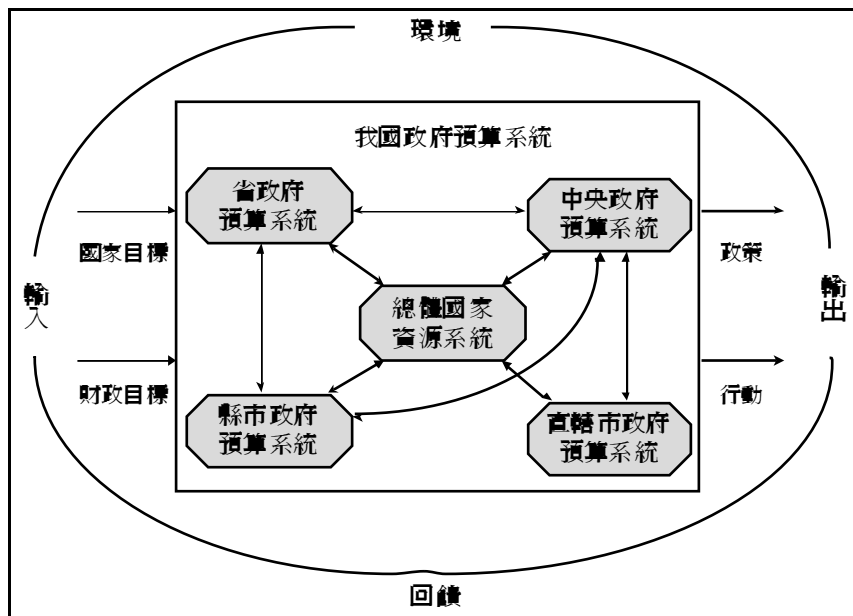 環境
我國政府預算系統
省政府
預算系統
中央政府
預算系統
國家目標
政策
輸入
總體國家
資源系統
輸出
財政目標
行動
縣市政府
預算系統
直轄市政府
預算系統
回饋